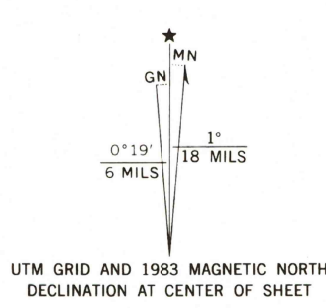 ★
MN
GN
0°19'
6 MILS
1°
18 MILS
UTM GRID AND 1983 MAGNETIC NORTH
DECLINATION AT CENTER OF SHEET